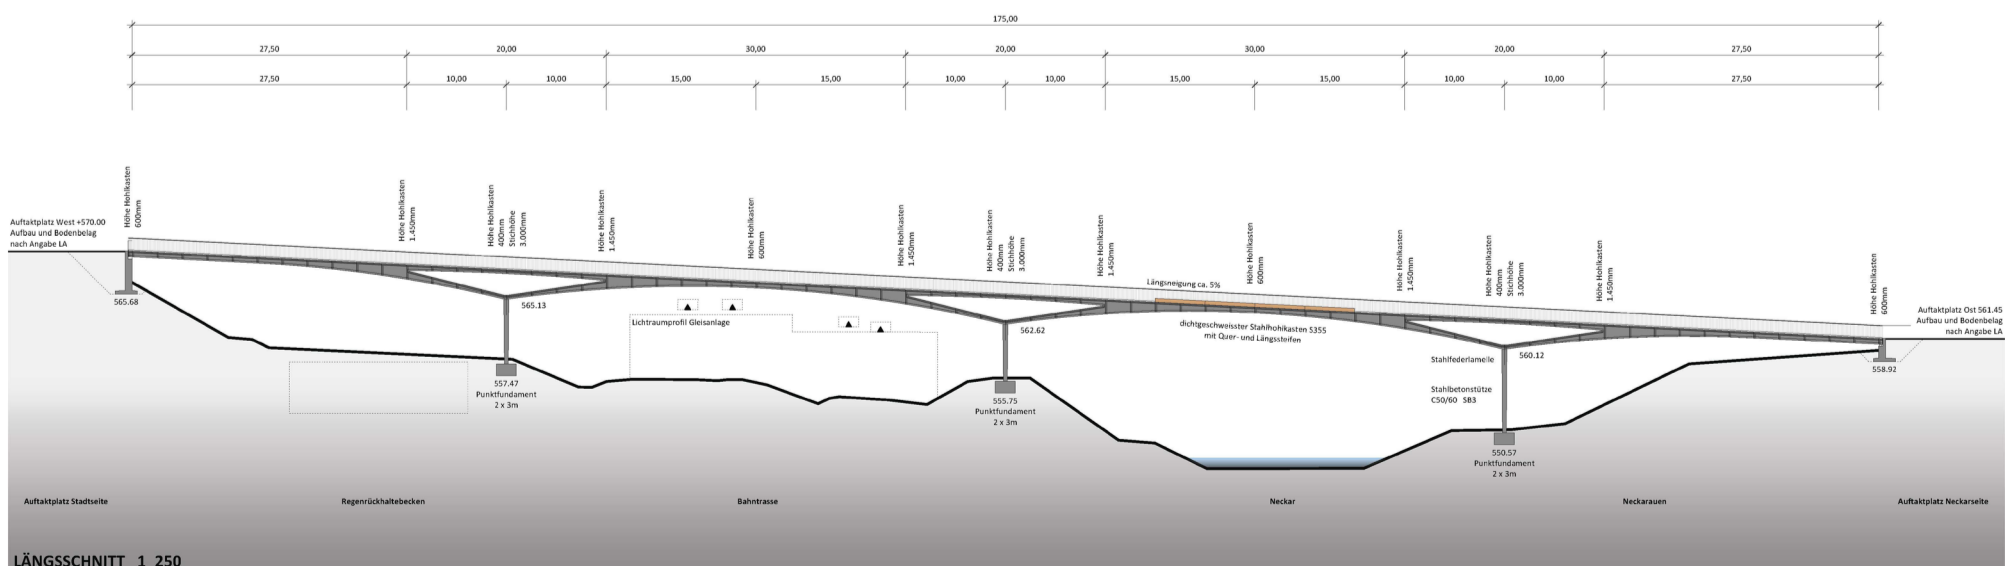 175,00
27,50
20,00
30,00
20,00
30,00
20,00
27,50
27,50
10,00
10,00
15,00
15,00
10,00
10,00
15,00
15,00
10,00
10,00
27,50
Höhe Hohlkasten
600mm
Höhe Hohlkasten
1.450mm
Höhe Hohlkasten
400mm
Stichhöhe
3.000mm
Höhe Hohlkasten
1.450mm
Höhe Hohlkasten
600mm
Höhe Hohlkasten
1.450mm
Höhe Hohlkasten
400mm
Stichhöhe
3.000mm
Höhe Hohlkasten
1.450mm
Höhe Hohlkasten
600mm
Höhe Hohlkasten
1.450mm
Höhe Hohlkasten
400mm
Stichhöhe
3.000mm
Höhe Hohlkasten
1.450mm
Höhe Hohlkasten
600mm
Auftaktplatz West +570.00
Aufbau und Bodenbelag
nach Angabe LA
Längsneigung ca. 5%
565.68
565.13
Lichtraumprofil Gleisanlage
562.62
dichtgeschweisster Stahlhohlkasten S355
mit Quer- und Längssteifen
560.12
Auftaktplatz Ost 561.45
Aufbau und Bodenbelag
nach Angabe LA
Stahlfederlamelle
558.92
Stahlbetonstütze
C50/60 SB3
557.47
Punktfundament
2 x 3m
555.75
Punktfundament
2 x 3m
550.57
Punktfundament
2 x 3m
Auftaktplatz Stadtseite
Regenrückhaltebecken
Bahntrasse
Neckar
Neckarauen
Auftaktplatz Neckarseite
LÄNGSSCHNITT 1 250